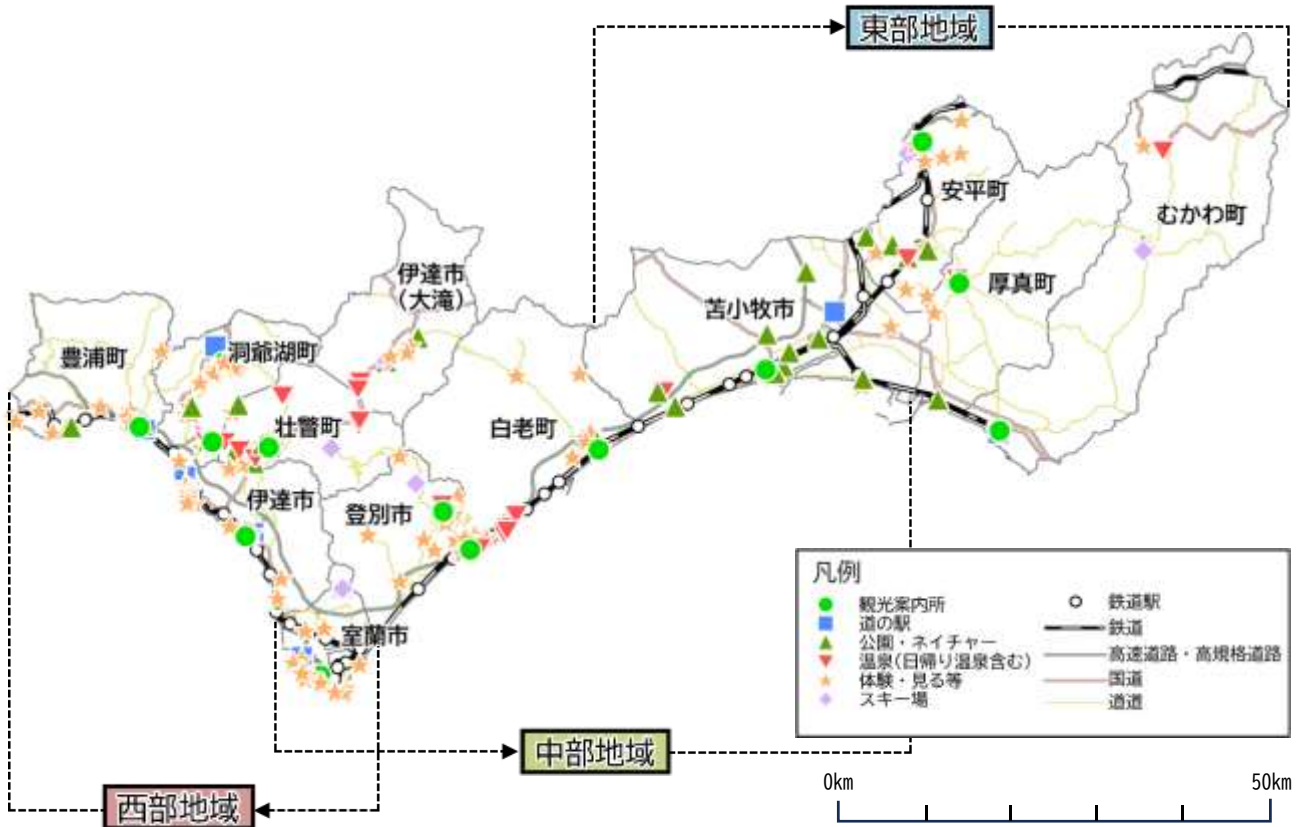 東部地域
安平町
むかわ町
伊達市
(大滝)
厚真町
苫小牧市
豊浦町
洞爺湖町
白老町
壮瞥町
伊達市
登別市
室蘭市
凡例
観光案内所
道の駅
公園・ネイチャー
温泉(日帰り温泉含む)
体験・見る等
スキー場
鉄道駅
鉄道
高速道路・高規格道路
国道
道道
中部地域
西部地域
0km
50km